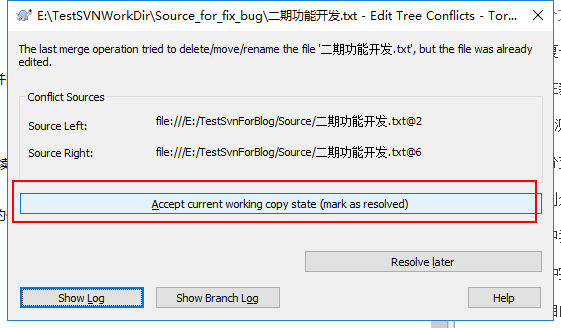 E:\TestSVNWorkDir\Source_for_fix_bug\二期功能开发.txt - Edit Tree Conflicts - Tor...
The last merge operation tried to delete/move/rename the file '二期功能开发.txt', but the file was already
edited.
Conflict Sources
Source Left: file:///E:/TestSvnForBlog/Source/二期功能开发.txt@2
Source Right: file:///E:/TestSvnForBlog/Source/二期功能开发.txt@6
Accept current working copy state (mark as resolved)
Resolve later
Show Log
Show Branch Log
Help